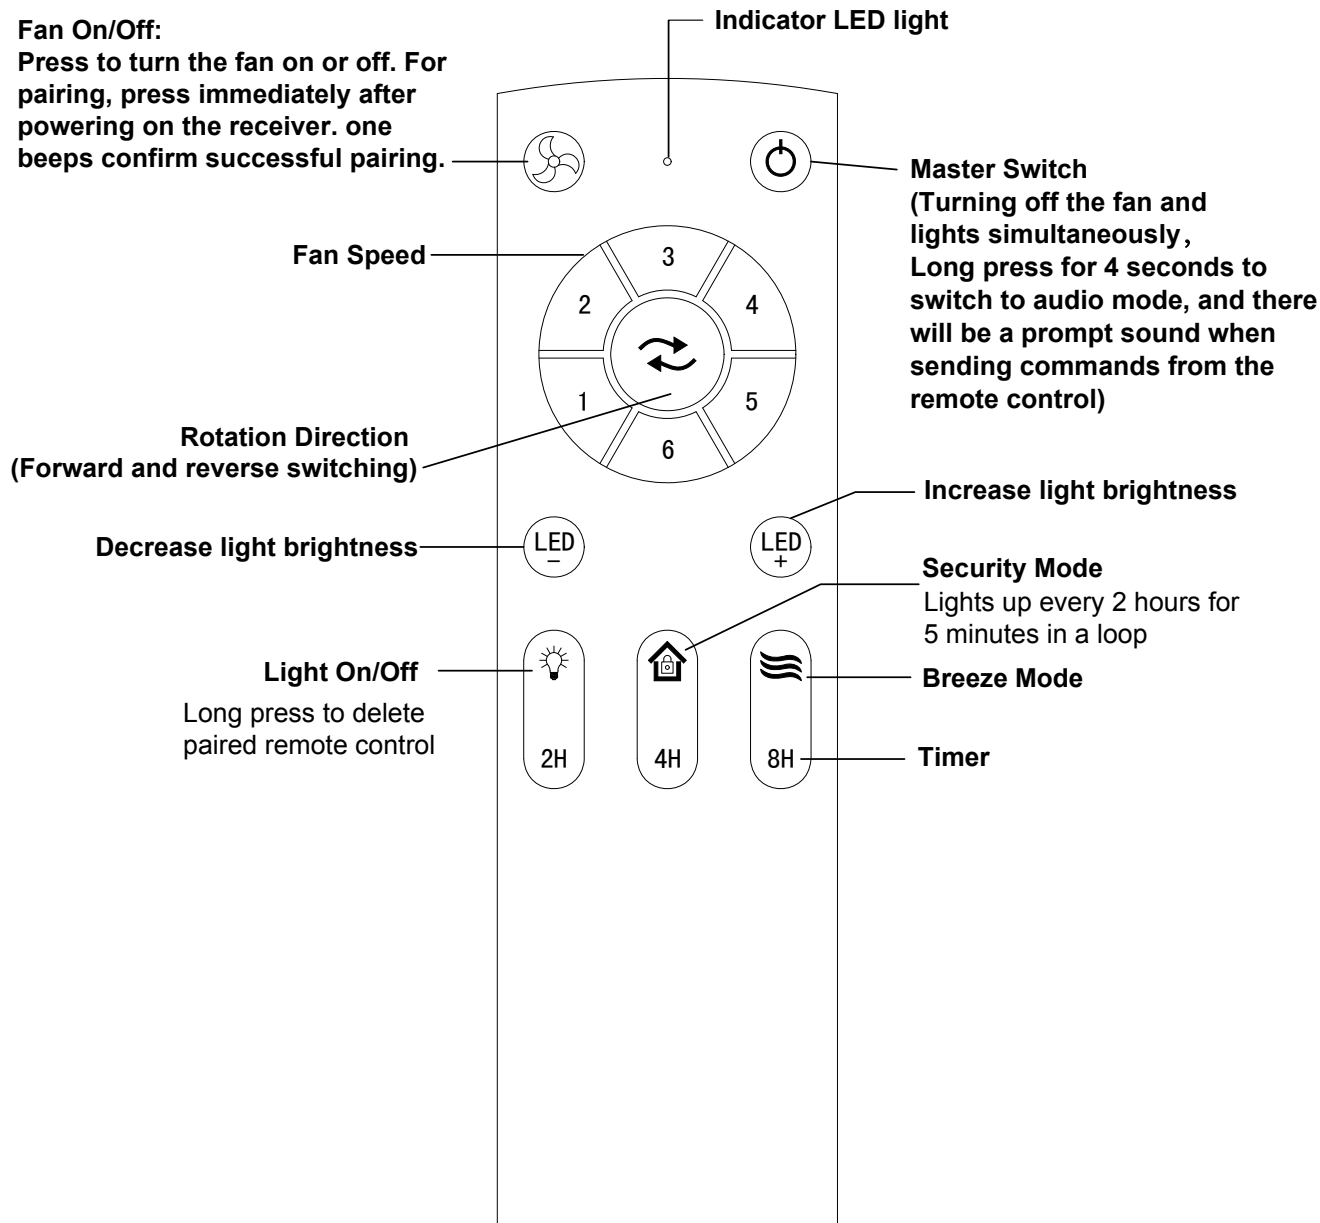 Fan On/Off:
Press to turn the fan on or off. For
pairing, press immediately after
powering on the receiver. one
beeps confirm successful pairing.
Indicator LED light
Master Switch
(Turning off the fan and
lights simultaneously，
Long press for 4 seconds to
switch to audio mode, and there
will be a prompt sound when
sending commands from the
remote control)
Fan Speed
3
2
4
1
5
6
Rotation Direction
(Forward and reverse switching)
Increase light brightness
Decrease light brightness
LED
−
LED
+
Security Mode
Lights up every 2 hours for
5 minutes in a loop
Light On/Off
Long press to delete
paired remote control
Breeze Mode
2H
4H
8H
Timer